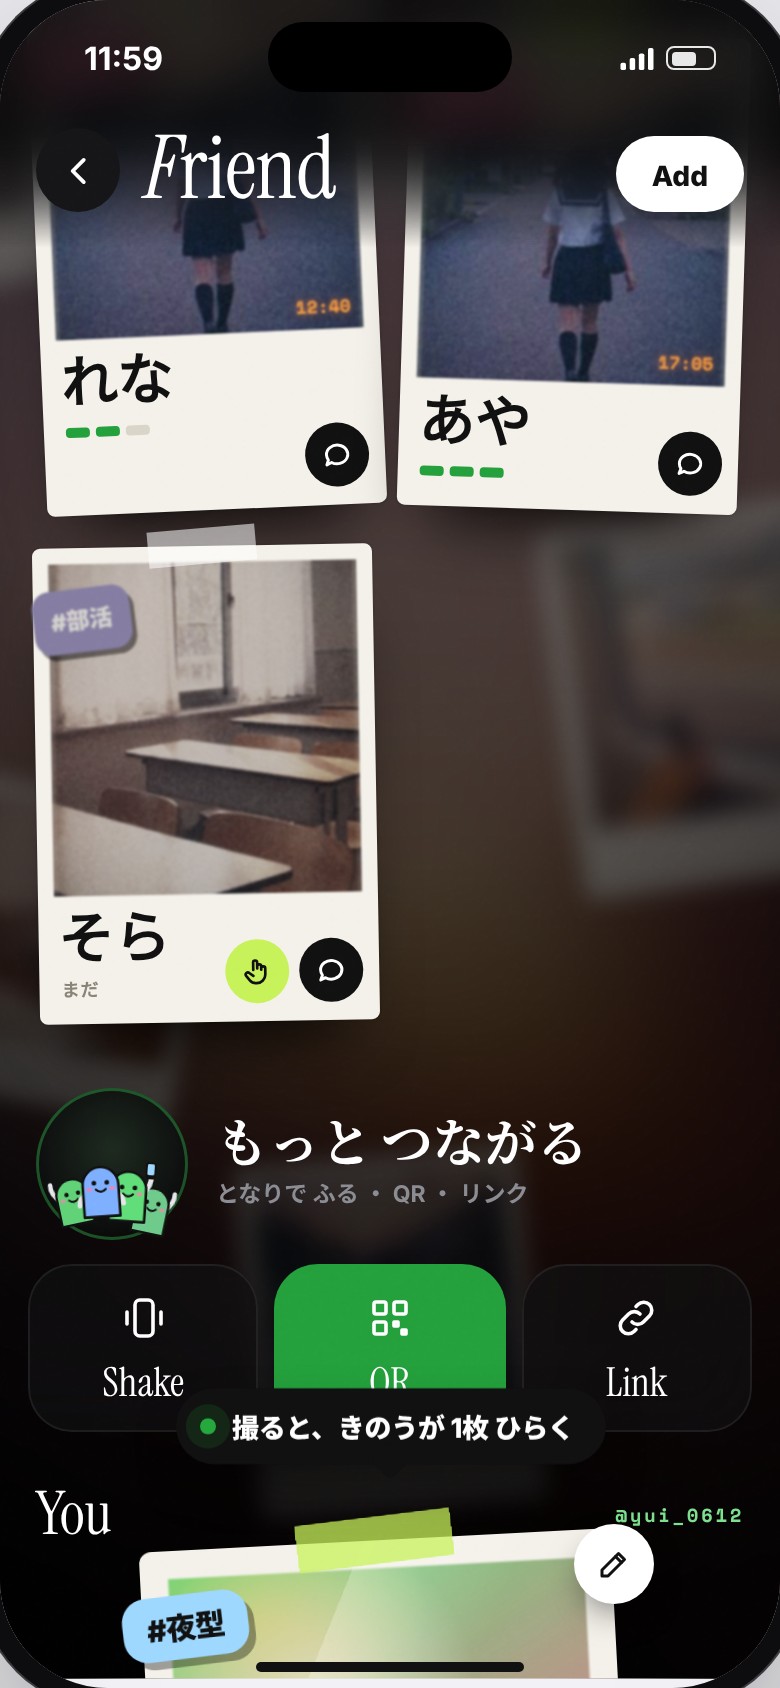 11:59
Friend
Add
12:40
17:05
れな
あや
#部活
そら
まだ
もっと つながる
となりで ふる ・ QR ・ リンク
Shake
QR
Link
撮ると、きのうが 1枚 ひらく
You
@yui_0612
#夜型